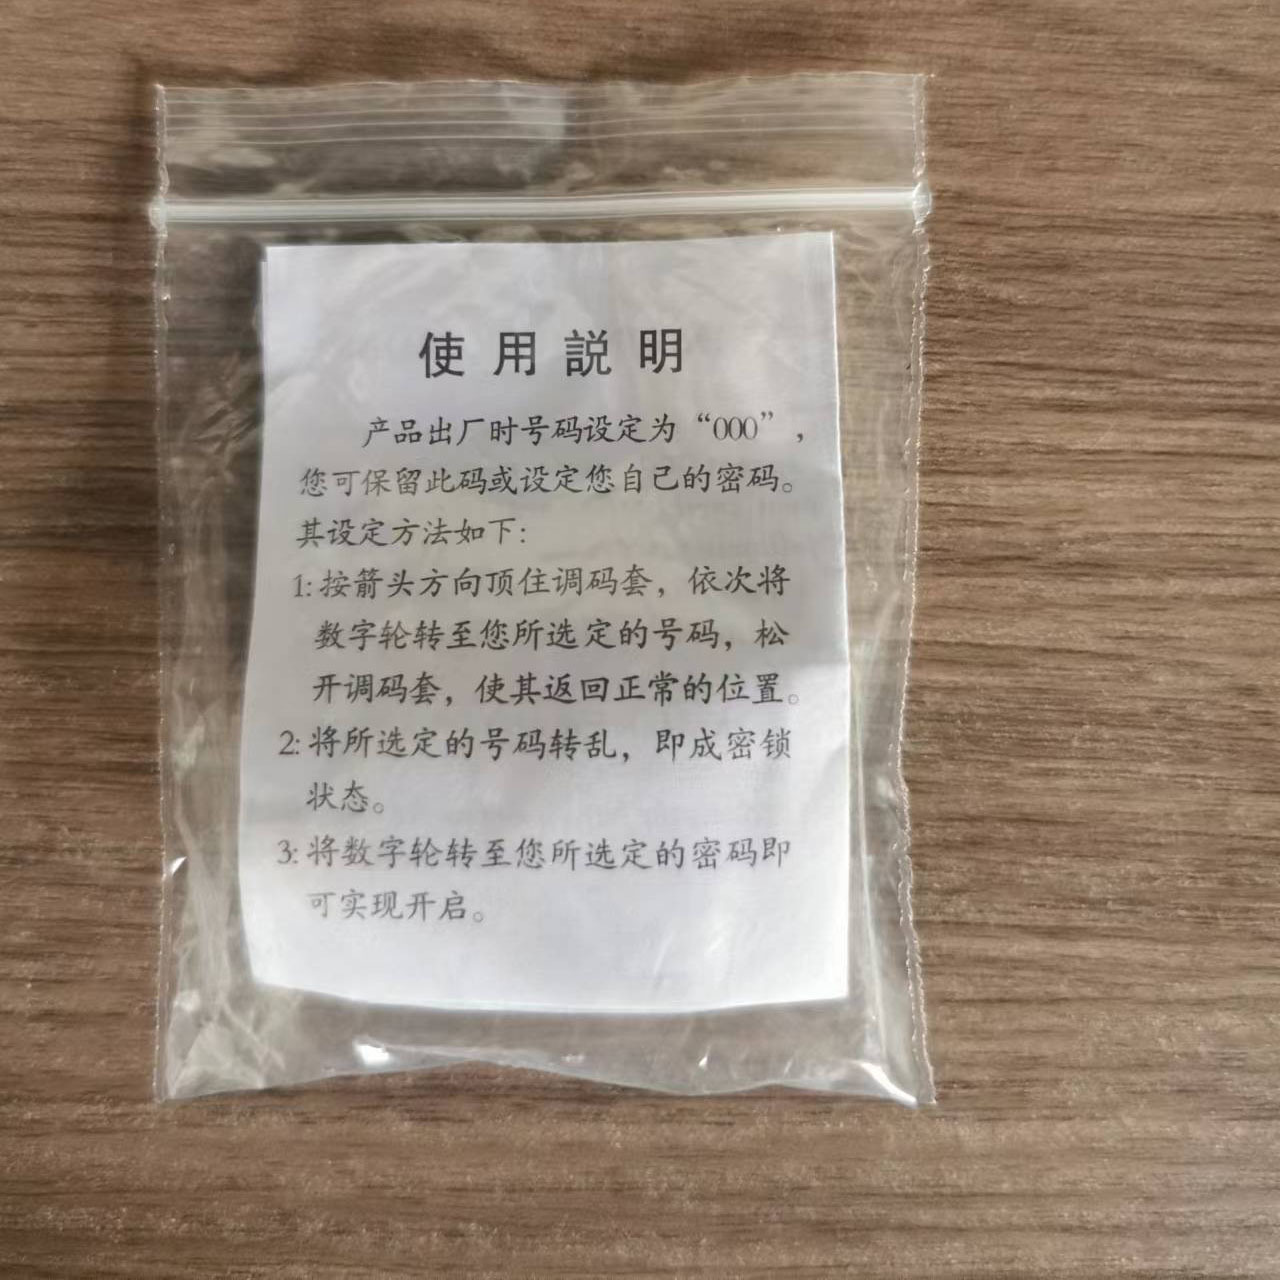 使用説明
产品出厂时号码设定为“000”，
您可保留此码或设定您自己的密码。
其设定方法如下：
1: 按箭头方向顶住调码套，依次将
数字轮转至您所选定的号码，松
开调码套，使其返回正常的位置。
2: 将所选定的号码转乱，即成密锁
状态。
3: 将数字轮转至您所选定的密码即
可实现开启。